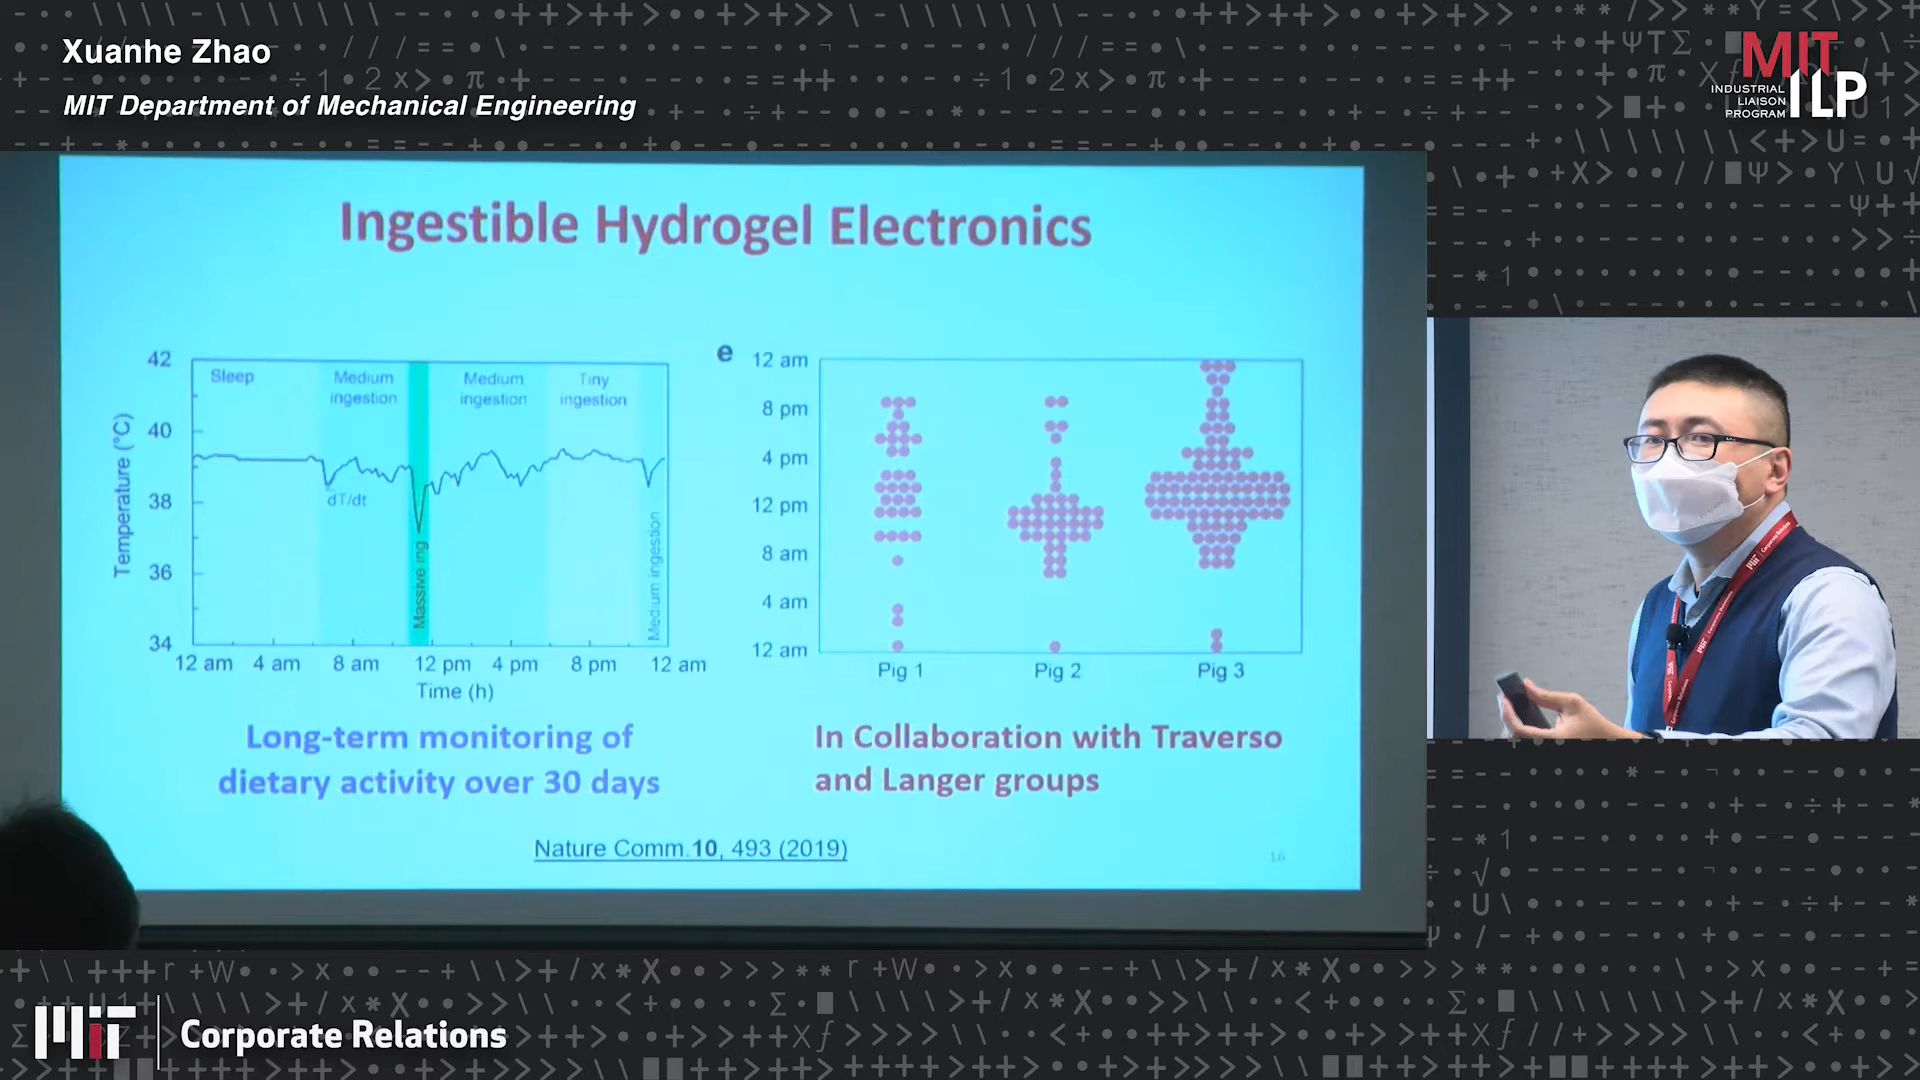 Xuanhe Zhao
MIT Department of Mechanical Engineering
MIT
INDUSTRIAL
LIAISON
PROGRAM
ILP
Ingestible Hydrogel Electronics
42
40
38
36
34
Temperature (°C)
Sleep
Medium
ingestion
Medium
ingestion
Tiny
ingestion
dT/dt
Massive ing
Medium ingestion
12 am 4 am 8 am 12 pm 4 pm 8 pm 12 am
Time (h)
e
12 am
8 pm
4 pm
12 pm
8 am
4 am
12 am
Pig 1 Pig 2 Pig 3
Long-term monitoring of
dietary activity over 30 days
In Collaboration with Traverso
and Langer groups
Nature Comm.10, 493 (2019)
16
MIT
Corporate Relations